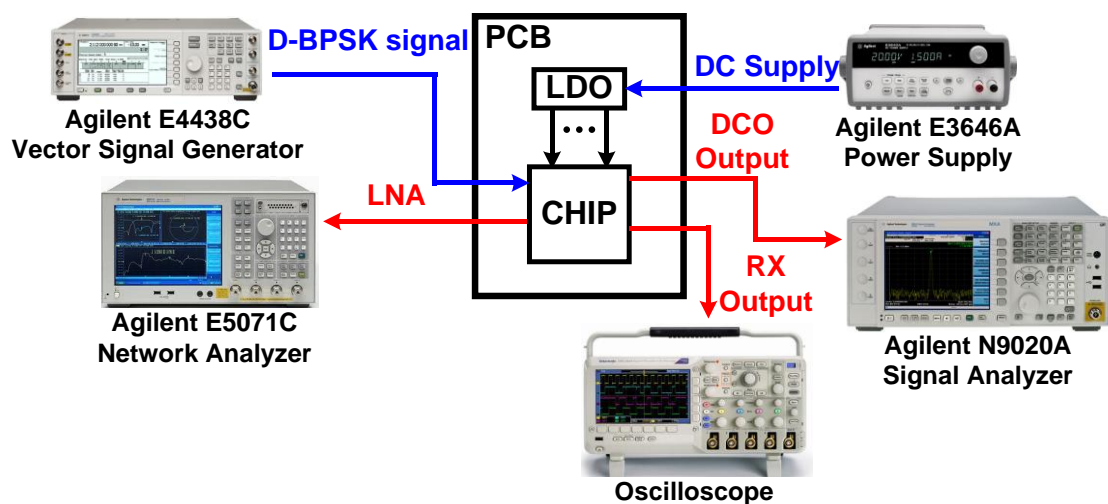 D-BPSK signal
PCB
LDO
DC Supply
Agilent E4438C
Vector Signal Generator
DCO
Output
Agilent E3646A
Power Supply
LNA
CHIP
RX
Output
Agilent E5071C
Network Analyzer
Agilent N9020A
Signal Analyzer
Oscilloscope